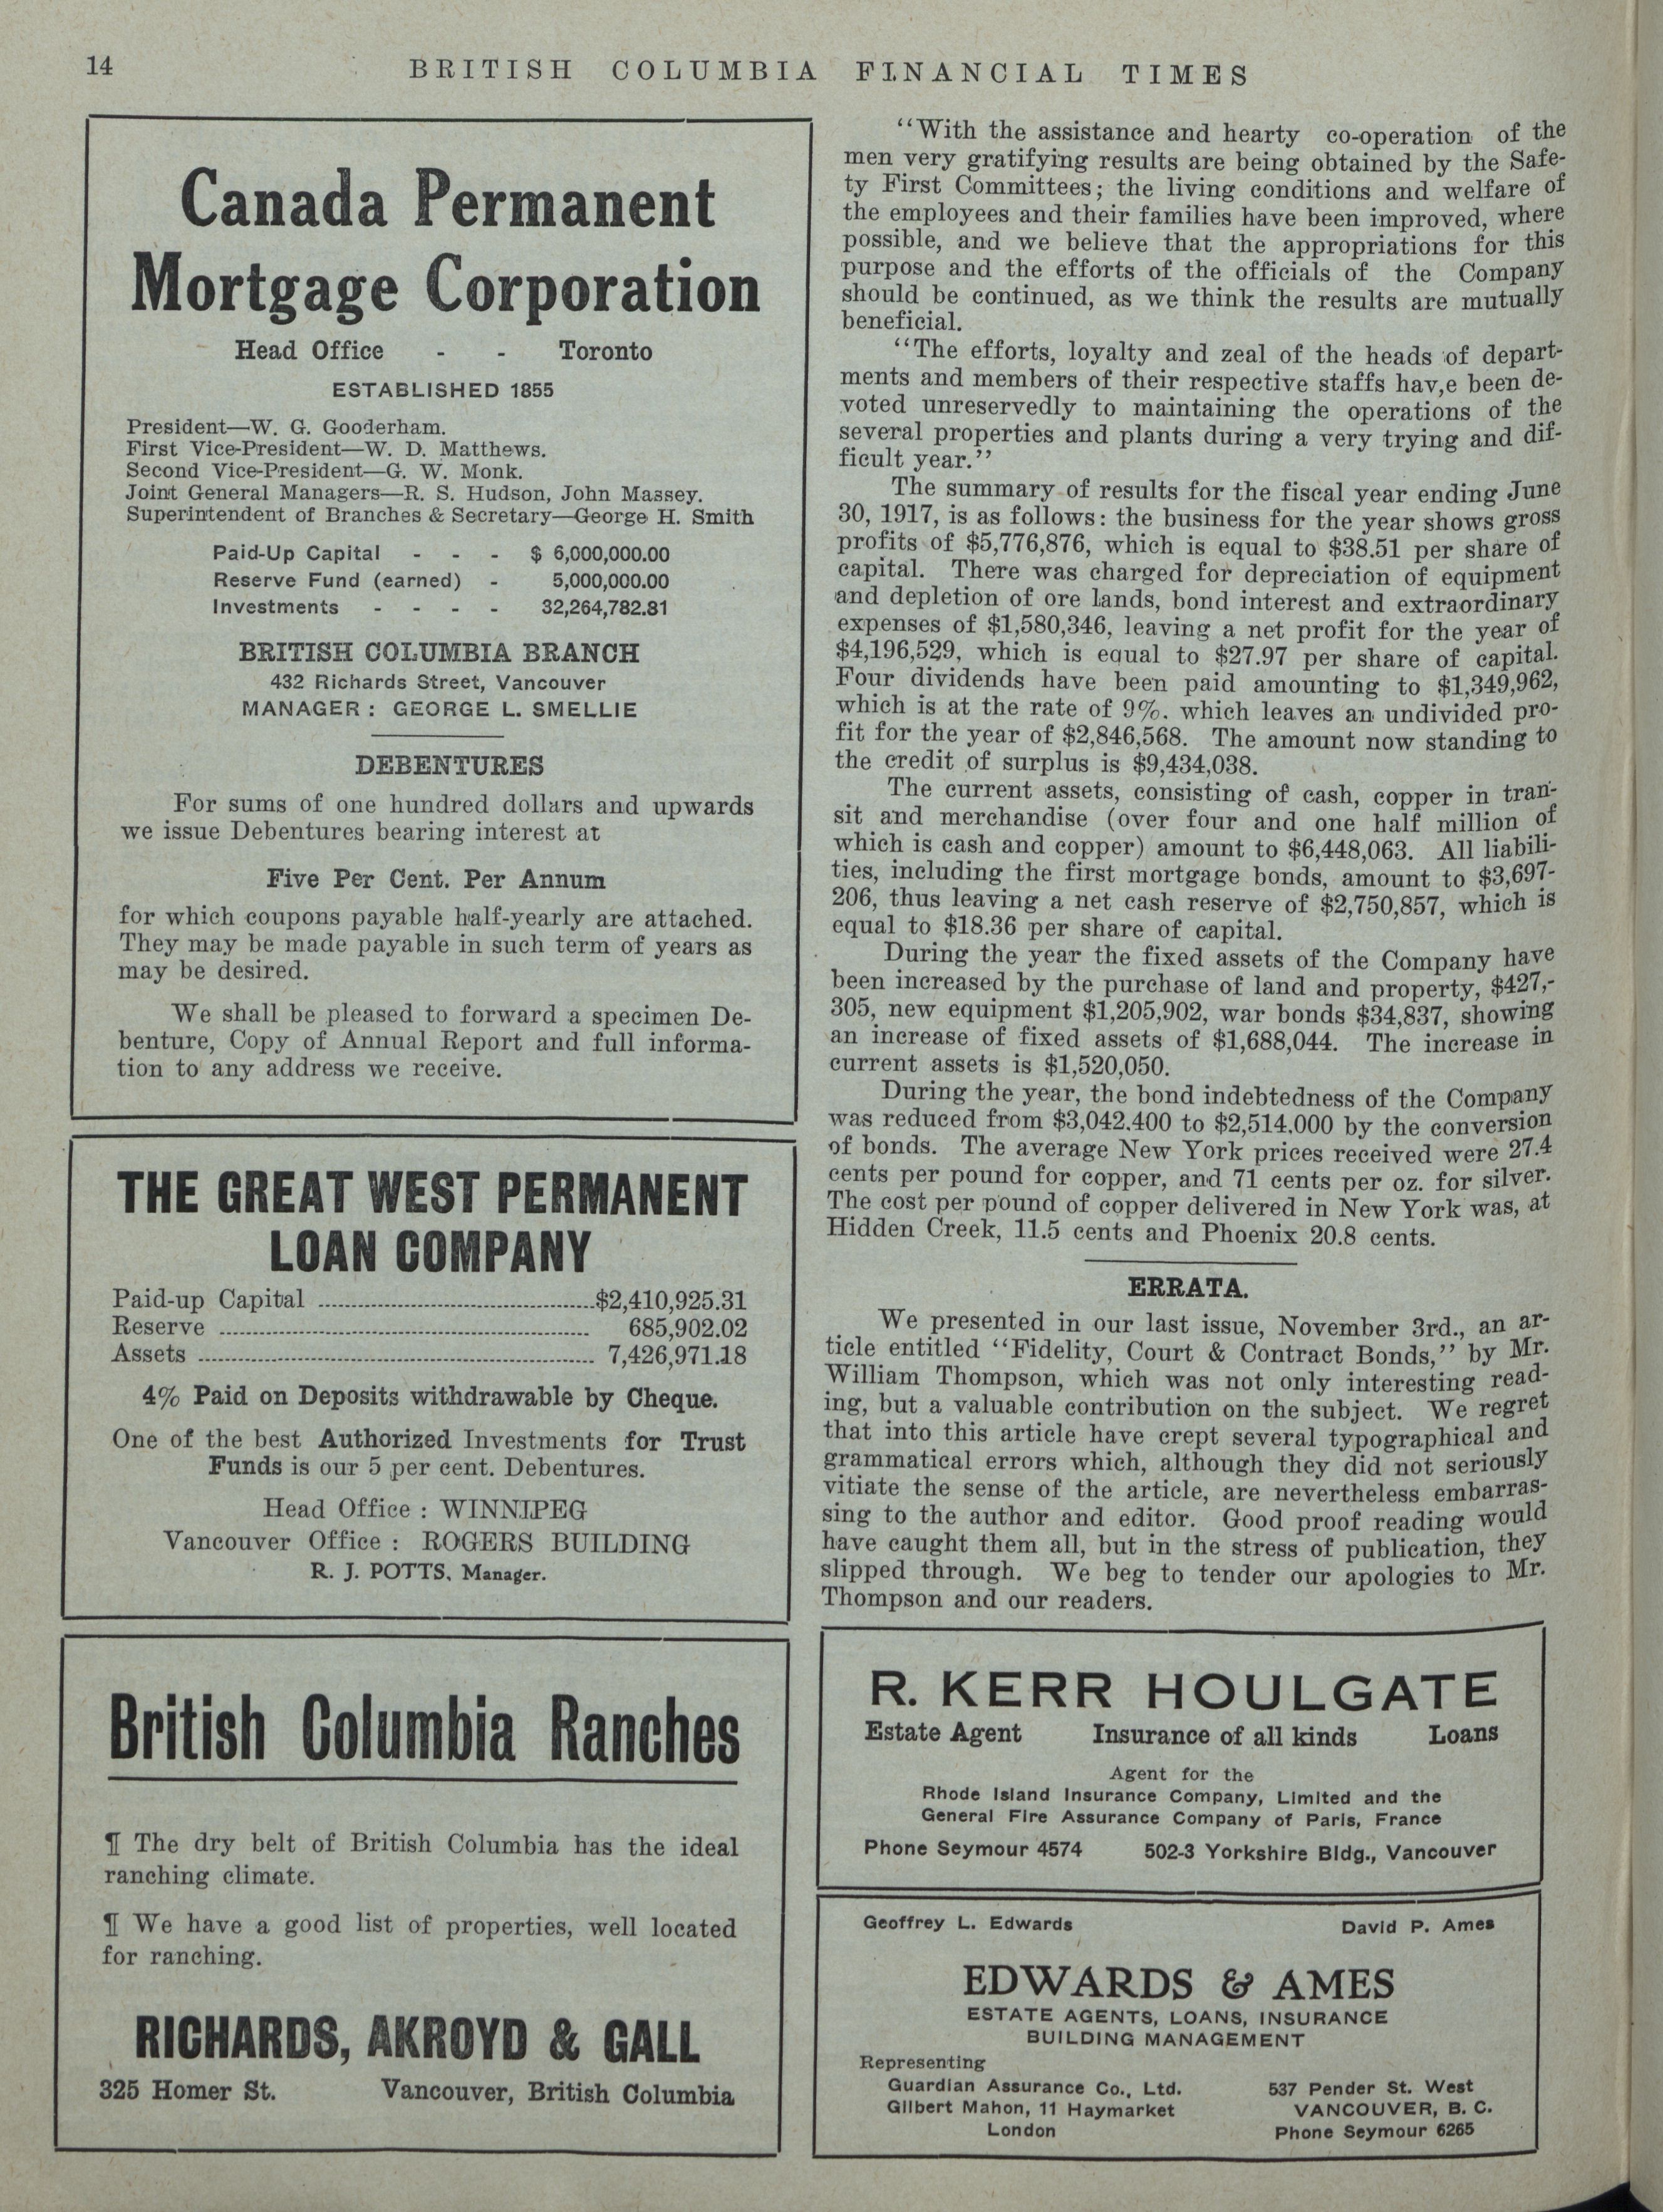 14
BRITISH COLUMBIA FINANCIAL TIMES
Canada Permanent
Mortgage Corporation
Head Office - - Toronto
ESTABLISHED 1855
President—W. G. Gooderham.
First Vice-President—W. D. Matthews.
Second Vice-President—G. W. Monk.
Joint General Managers—R. S. Hudson, John Massey.
Superintendent of Branches & Secretary—George H. Smith
Paid-Up Capital - - - $ 6,000,000.00
Reserve Fund (earned) - 5,000,000.00
Investments - - - - 32,264,782.81
BRITISH COLUMBIA BRANCH
432 Richards Street, Vancouver
MANAGER : GEORGE L. SMELLIE
DEBENTURES
For sums of one hundred dollars and upwards
we issue Debentures bearing interest at
Five Per Cent. Per Annum
for which coupons payable half-yearly are attached.
They may be made payable in such term of years as
may be desired.
We shall be pleased to forward a specimen De-
benture, Copy of Annual Report and full informa-
tion to any address we receive.
THE GREAT WEST PERMANENT
LOAN COMPANY
Paid-up Capital ........................................$2,410,925.31
Reserve ........................................ 685,902.02
Assets ........................................ 7,426,971.18
4% Paid on Deposits withdrawable by Cheque.
One of the best Authorized Investments for Trust
Funds is our 5 per cent. Debentures.
Head Office : WINNIPEG
Vancouver Office : ROGERS BUILDING
R. J. POTTS, Manager.
British Columbia Ranches
¶ The dry belt of British Columbia has the ideal
ranching climate.
¶ We have a good list of properties, well located
for ranching.
RICHARDS, AKROYD & GALL
325 Homer St. Vancouver, British Columbia
"With the assistance and hearty co-operation of the
men very gratifying results are being obtained by the Safe-
ty First Committees; the living conditions and welfare of
the employees and their families have been improved, where
possible, and we believe that the appropriations for this
purpose and the efforts of the officials of the Company
should be continued, as we think the results are mutually
beneficial.
"The efforts, loyalty and zeal of the heads of depart-
ments and members of their respective staffs hav,e been de-
voted unreservedly to maintaining the operations of the
several properties and plants during a very trying and dif-
ficult year."
The summary of results for the fiscal year ending June
30, 1917, is as follows: the business for the year shows gross
profits of $5,776,876, which is equal to $38.51 per share of
capital. There was charged for depreciation of equipment
and depletion of ore lands, bond interest and extraordinary
expenses of $1,580,346, leaving a net profit for the year of
$4,196,529, which is equal to $27.97 per share of capital.
Four dividends have been paid amounting to $1,349,962,
which is at the rate of 9%. which leaves an undivided pro-
fit for the year of $2,846,568. The amount now standing to
the credit of surplus is $9,434,038.
The current assets, consisting of cash, copper in tran-
sit and merchandise (over four and one half million of
which is cash and copper) amount to $6,448,063. All liabili-
ties, including the first mortgage bonds, amount to $3,697-
206, thus leaving a net cash reserve of $2,750,857, which is
equal to $18.36 per share of capital.
During the year the fixed assets of the Company have
been increased by the purchase of land and property, $427,-
305, new equipment $1,205,902, war bonds $34,837, showing
an increase of fixed assets of $1,688,044. The increase in
current assets is $1,520,050.
During the year, the bond indebtedness of the Company
was reduced from $3,042.400 to $2,514.000 by the conversion
of bonds. The average New York prices received were 27.4
cents per pound for copper, and 71 cents per oz. for silver.
The cost per pound of copper delivered in New York was, at
Hidden Creek, 11.5 cents and Phoenix 20.8 cents.
ERRATA.
We presented in our last issue, November 3rd., an ar-
ticle entitled "Fidelity, Court & Contract Bonds," by Mr.
William Thompson, which was not only interesting read-
ing, but a valuable contribution on the subject. We regret
that into this article have crept several typographical and
grammatical errors which, although they did not seriously
vitiate the sense of the article, are nevertheless embarras-
sing to the author and editor. Good proof reading would
have caught them all, but in the stress of publication, they
slipped through. We beg to tender our apologies to Mr.
Thompson and our readers.
R. KERR HOULGATE
Estate Agent Insurance of all kinds Loans
Agent for the
Rhode Island Insurance Company, Limited and the
General Fire Assurance Company of Paris, France
Phone Seymour 4574 502-3 Yorkshire Bldg., Vancouver
Geoffrey L. Edwards David P. Ames
EDWARDS & AMES
ESTATE AGENTS, LOANS, INSURANCE
BUILDING MANAGEMENT
Representing
Guardian Assurance Co., Ltd. 537 Pender St. West
Gilbert Mahon, 11 Haymarket VANCOUVER, B. C.
London Phone Seymour 6265